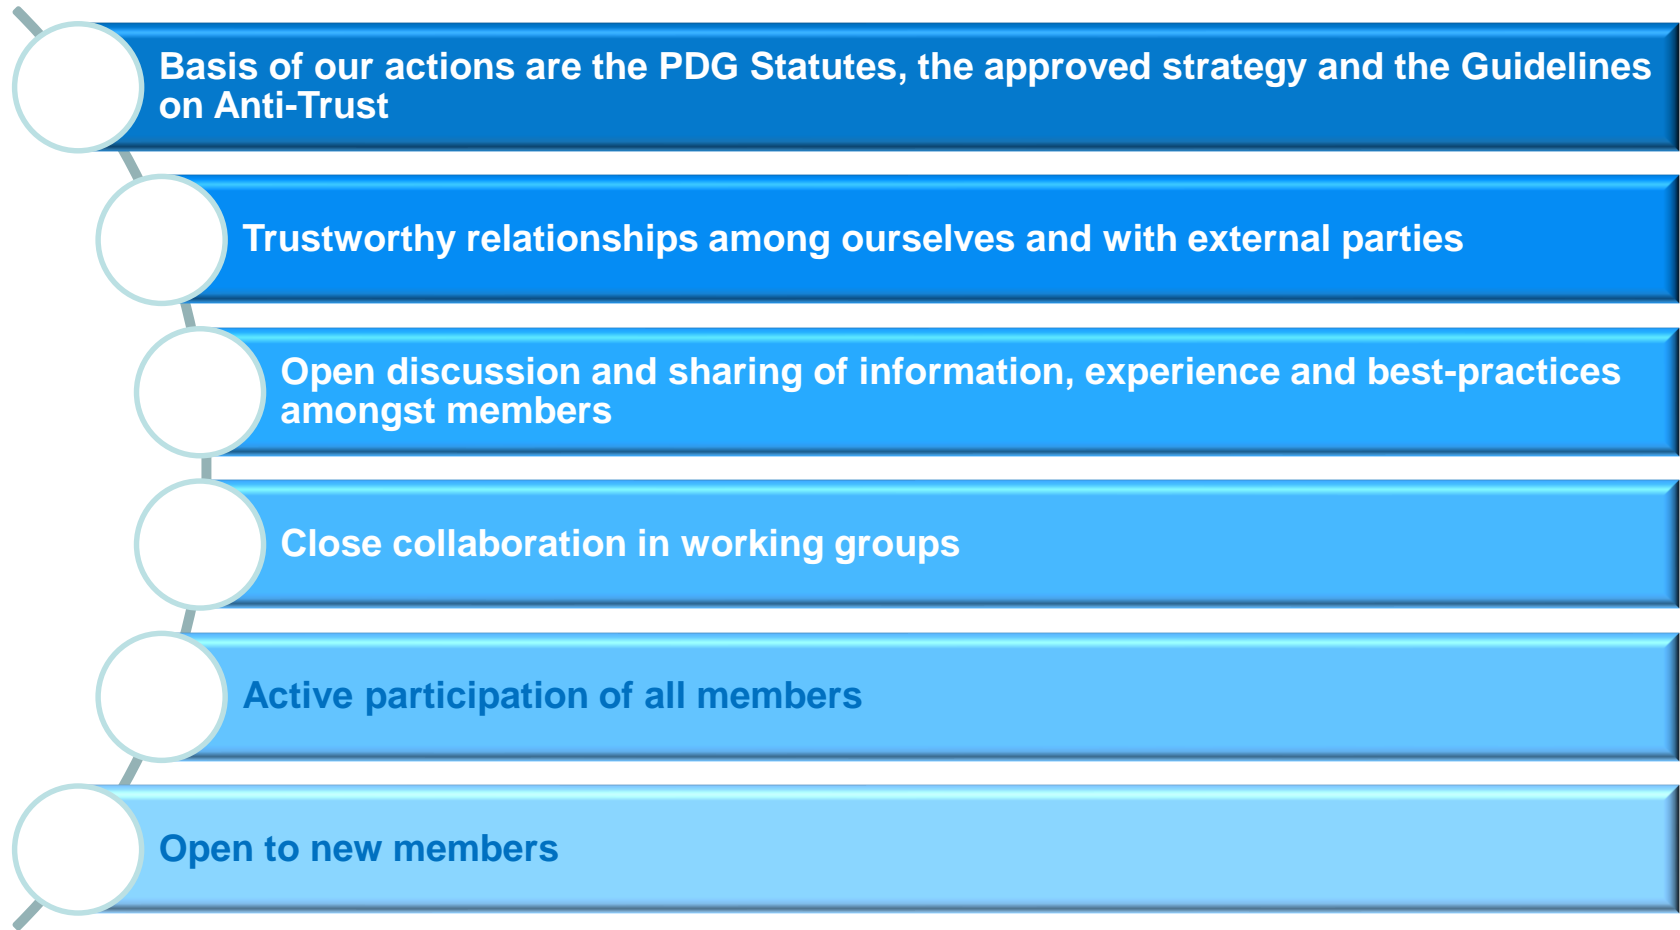 Basis of our actions are the PDG Statutes, the approved strategy and the Guidelines
on Anti-Trust
Trustworthy relationships among ourselves and with external parties
Open discussion and sharing of information, experience and best-practices
amongst members
Close collaboration in working groups
Active participation of all members
Open to new members